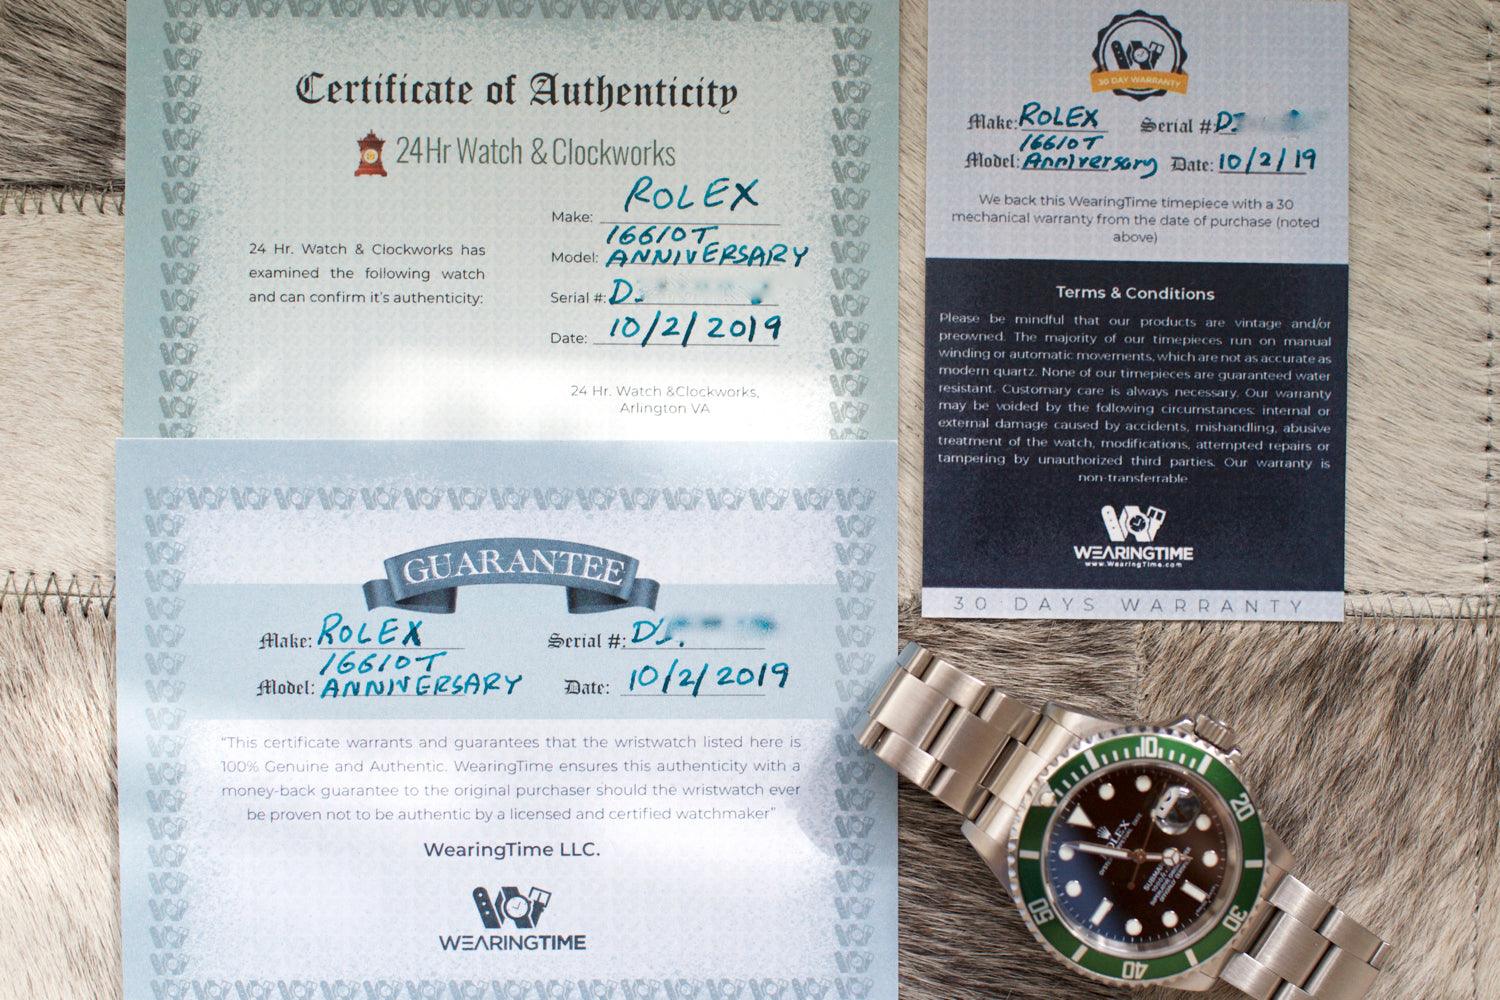 Certificate of Authenticity
24Hr Watch & Clockworks
24 Hr. Watch & Clockworks has
examined the following watch
and can confirm it's authenticity:
Make: ROLEX
16610T
Model: ANNIVERSARY
Serial #: D
Date: 10/2/2019
24 Hr. Watch &Clockworks,
Arlington VA
GUARANTEE
Make: ROLEX
Serial #: D
16610T
Model: ANNIVERSARY
Date: 10/2/2019
"This certificate warrants and guarantees that the wristwatch listed here is
100% Genuine and Authentic. WearingTime ensures this authenticity with a
money-back guarantee to the original purchaser should the wristwatch ever
be proven not to be authentic by a licensed and certified watchmaker"
WearingTime LLC.
WEARINGTIME
30 DAY WARRANTY
Make: ROLEX
Serial # D
16610T
Model: Anniversary
Date: 10/2/19
We back this WearingTime timepiece with a 30
mechanical warranty from the date of purchase (noted
above)
Terms & Conditions
Please be mindful that our products are vintage and/or
preowned. The majority of our timepieces run on manual
winding or automatic movements, which are not as accurate as
modern quartz. None of our timepieces are guaranteed water
resistant. Customary care is always necessary. Our warranty
may be voided by the following circumstances: internal or
external damage caused by accidents, mishandling, abusive
treatment of the watch, modifications, attempted repairs or
tampering by unauthorized third parties. Our warranty is
non-transferrable
WEARINGTIME
www.WearingTime.com
30 DAYS WARRANTY
10
20
30
40
50
ROLEX